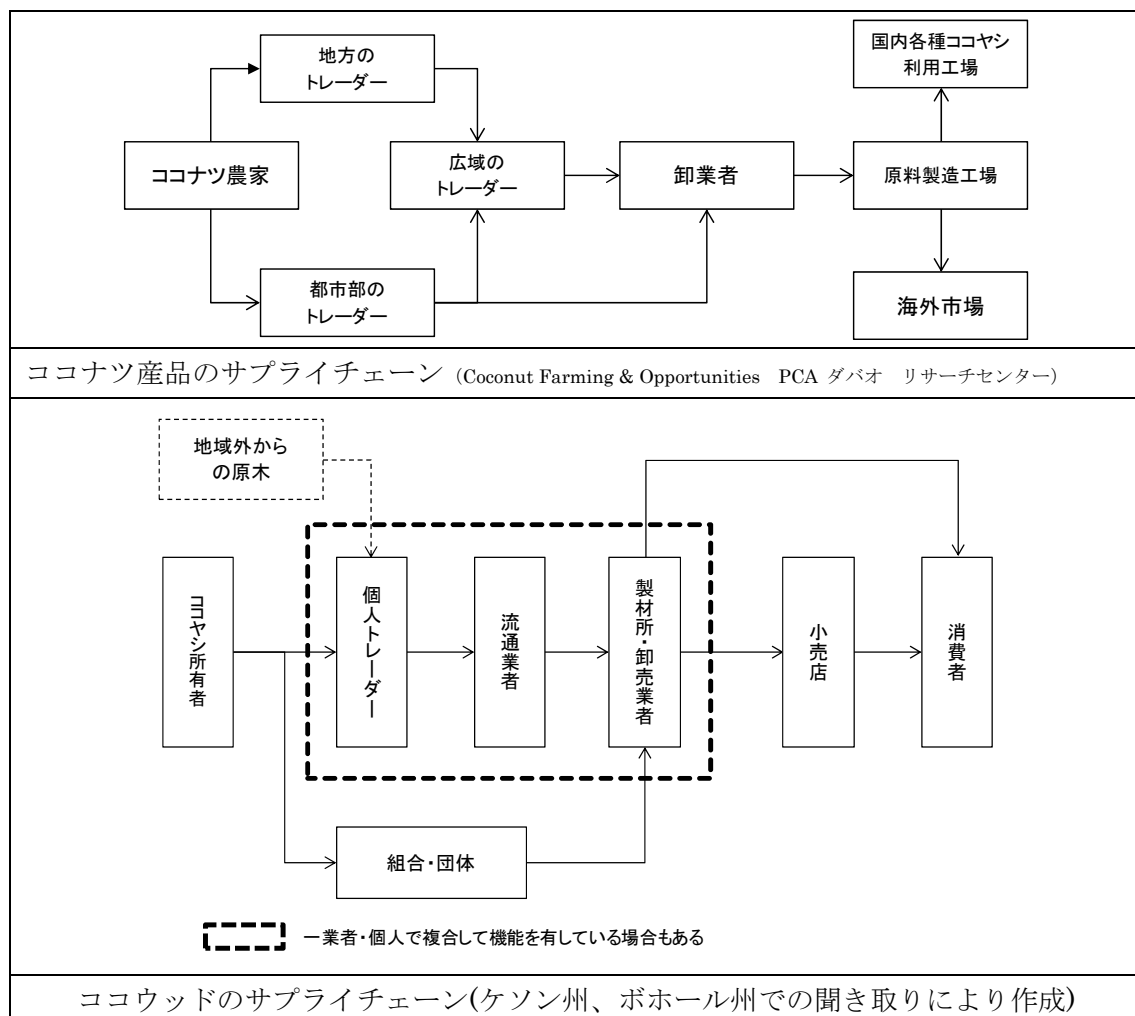 地方の
トレーダー
国内各種ココヤシ
利用工場
ココナツ農家
広域の
トレーダー
卸業者
原料製造工場
都市部の
トレーダー
海外市場
ココナツ産品のサプライチェーン (Coconut Farming & Opportunities PCA ダバオ リサーチセンター)
地域外から
の原木
ココヤシ所有者
個人トレーダー
流通業者
製材所・卸売業者
小売店
消費者
組合・団体
一業者・個人で複合して機能を有している場合もある
ココウッドのサプライチェーン(ケソン州、ボホール州での聞き取りにより作成)